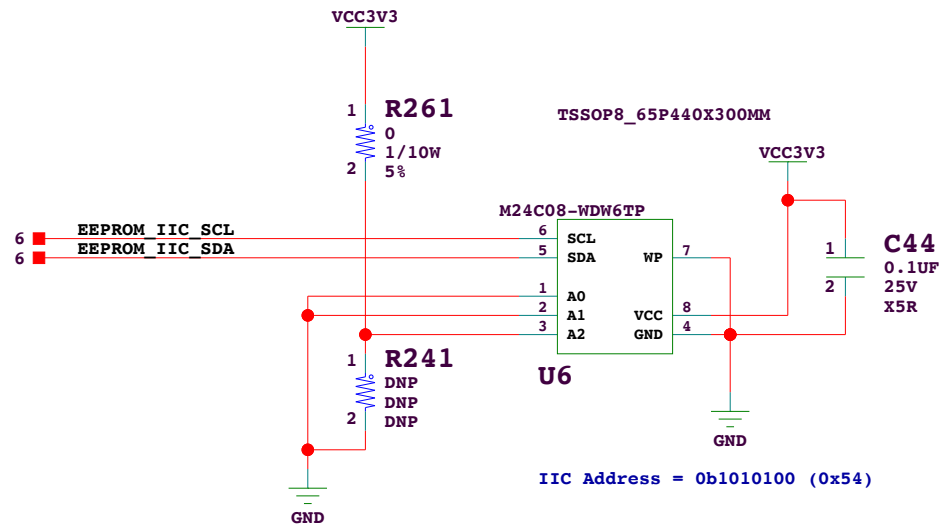 VCC3V3
1
R261
0
1/10W
2
5%
TSSOP8_65P440X300MM
VCC3V3
M24C08-WDW6TP
6 EEPROM_IIC_SCL
6 EEPROM_IIC_SDA
6 SCL
5 SDA
WP 7
1 A0
2 A1
3 A2
VCC 8
GND 4
1
C44
0.1UF
2
25V
X5R
1
R241
DNP
DNP
2
DNP
U6
GND
GND
IIC Address = 0b1010100 (0x54)